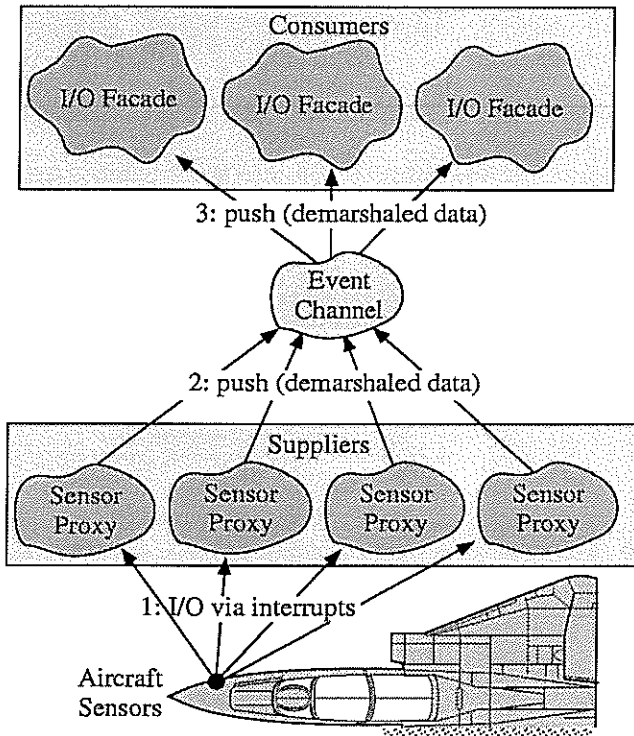 Consumers
I/O Facade
I/O Facade
I/O Facade
3: push (demarshaled data)
Event
Channel
2: push (demarshaled data)
Suppliers
Sensor
Proxy
Sensor
Proxy
Sensor
Proxy
Sensor
Proxy
1: I/O via interrupts
Aircraft
Sensors